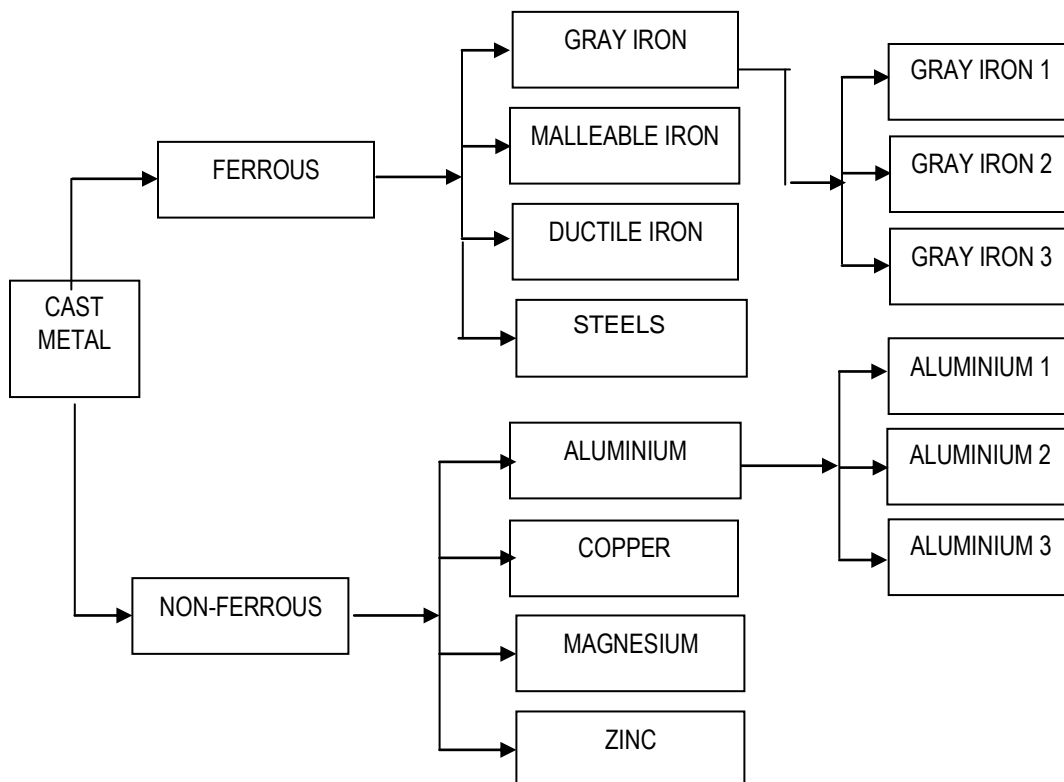 CAST
METAL
FERROUS
GRAY IRON
MALLEABLE IRON
DUCTILE IRON
STEELS
GRAY IRON 1
GRAY IRON 2
GRAY IRON 3
NON-FERROUS
ALUMINIUM
COPPER
MAGNESIUM
ZINC
ALUMINIUM 1
ALUMINIUM 2
ALUMINIUM 3